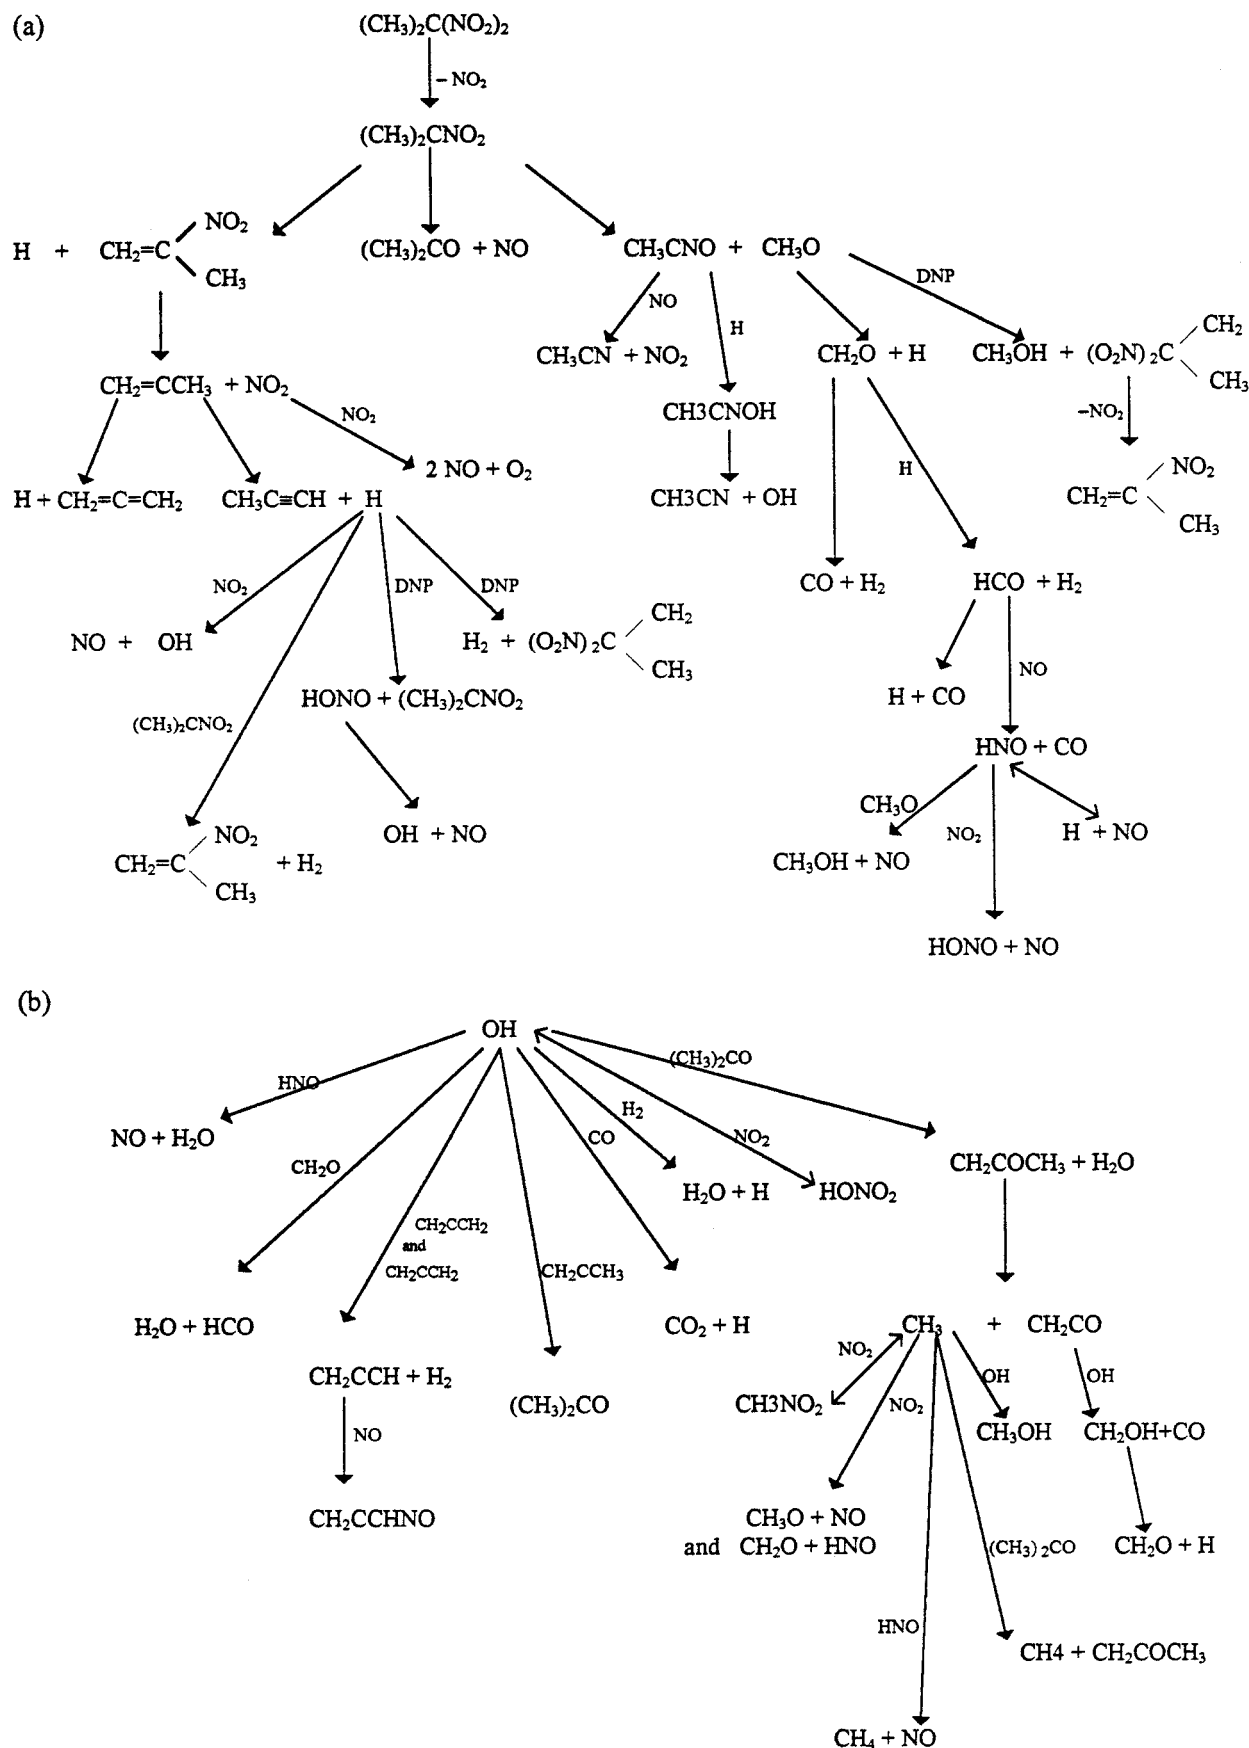 (a)
(CH₃)₂C(NO₂)₂
– NO₂
(CH₃)₂CNO₂
NO₂
H + CH₂=C
CH₃
(CH₃)₂CO + NO
CH₃CNO + CH₃O
NO
H
DNP
CH₃CN + NO₂
CH₂O + H
CH₃OH + (O₂N)₂C
CH₂
CH₃
CH₂=CCH₃ + NO₂
NO₂
CH3CNOH
–NO₂
2 NO + O₂
H
NO₂
CH₂=C
CH₃
H + CH₂=C=CH₂
CH₃C≡CH + H
CH3CN + OH
NO₂
DNP
DNP
CO + H₂
HCO + H₂
NO + OH
H₂ + (O₂N)₂C
CH₂
CH₃
NO
HONO + (CH₃)₂CNO₂
H + CO
(CH₃)₂CNO₂
HNO + CO
CH₃O
NO₂
OH + NO
NO₂
CH₂=C
CH₃
+ H₂
CH₃OH + NO
H + NO
HONO + NO
(b)
OH
(CH₃)₂CO
HNO
H₂
NO₂
CO
NO + H₂O
CH₂O
CH₂COCH₃ + H₂O
H₂O + H
HONO₂
CH₂CCH₂
and
CH₂CCH₂
CH₂CCH₃
H₂O + HCO
CO₂ + H
CH₃ + CH₂CO
NO₂
OH
OH
CH₂CCH + H₂
(CH₃)₂CO
CH3NO₂
NO₂
CH₃OH
CH₂OH+CO
NO
CH₂CCHNO
CH₃O + NO
and CH₂O + HNO
(CH₃)₂CO
CH₂O + H
HNO
CH4 + CH₂COCH₃
CH₄ + NO